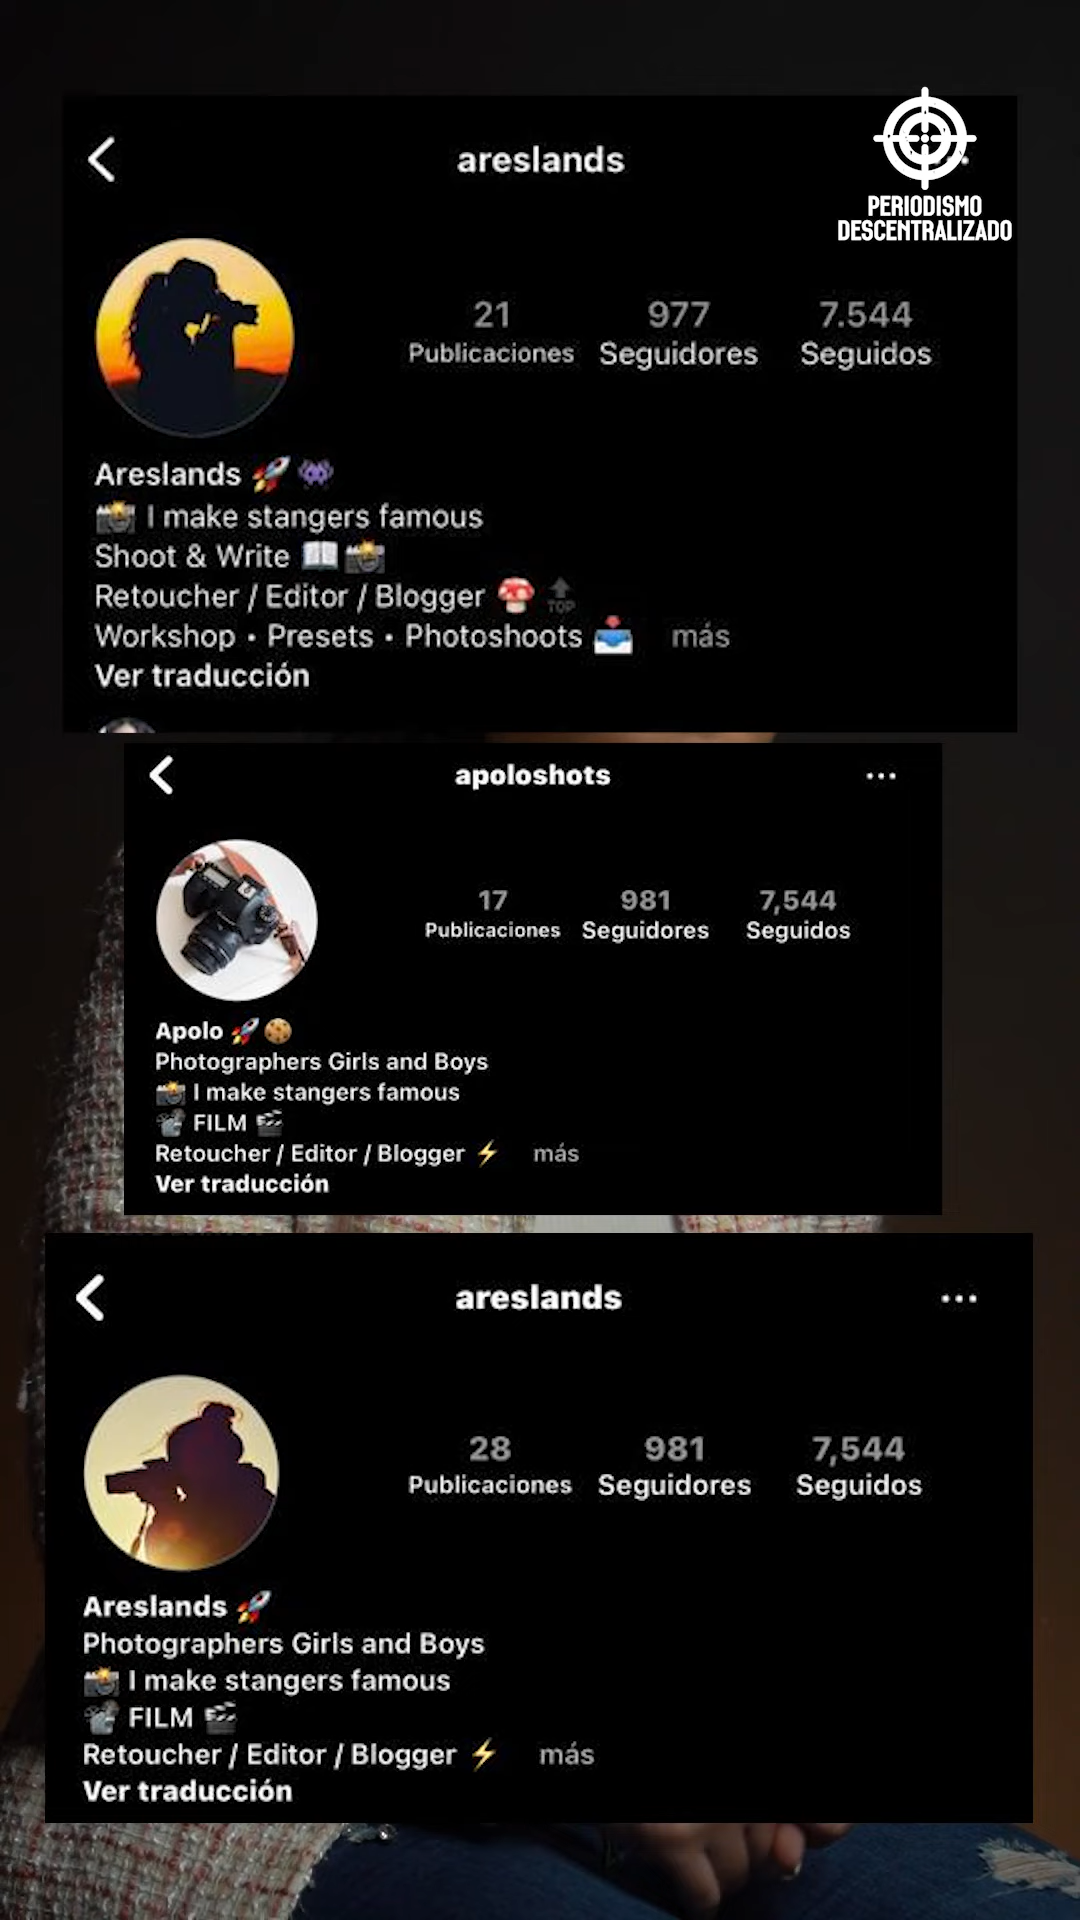 areslands
PERIODISMO
DESCENTRALIZADO
21 977 7.544
Publicaciones Seguidores Seguidos
Areslands 🚀👾
📸 I make stangers famous
Shoot & Write 📖📸
Retoucher / Editor / Blogger 🍄🔝
Workshop • Presets • Photoshoots 📤 más
Ver traducción
apoloshots
17 981 7,544
Publicaciones Seguidores Seguidos
Apolo 🚀🍪
Photographers Girls and Boys
📸 I make stangers famous
📽 FILM 🎬
Retoucher / Editor / Blogger ⚡ más
Ver traducción
areslands
28 981 7,544
Publicaciones Seguidores Seguidos
Areslands 🚀
Photographers Girls and Boys
📸 I make stangers famous
📽 FILM 🎬
Retoucher / Editor / Blogger ⚡ más
Ver traducción